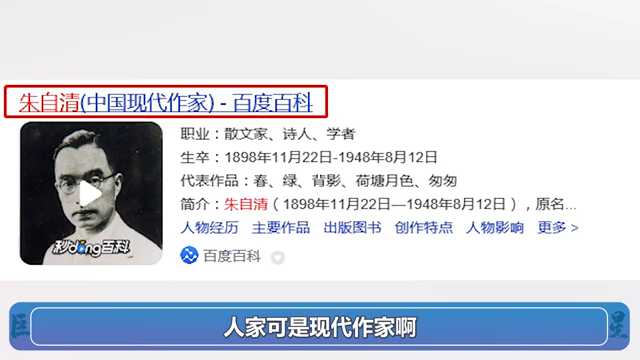 朱自清(中国现代作家) - 百度百科
职业：散文家、诗人、学者
生卒：1898年11月22日-1948年8月12日
代表作品：春、绿、背影、荷塘月色、匆匆
简介：朱自清（1898年11月22日—1948年8月12日），原名...
人物经历 主要作品 出版图书 创作特点 人物影响 更多 >
秒dong百科
百度百科
巨 人家可是现代作家啊 星